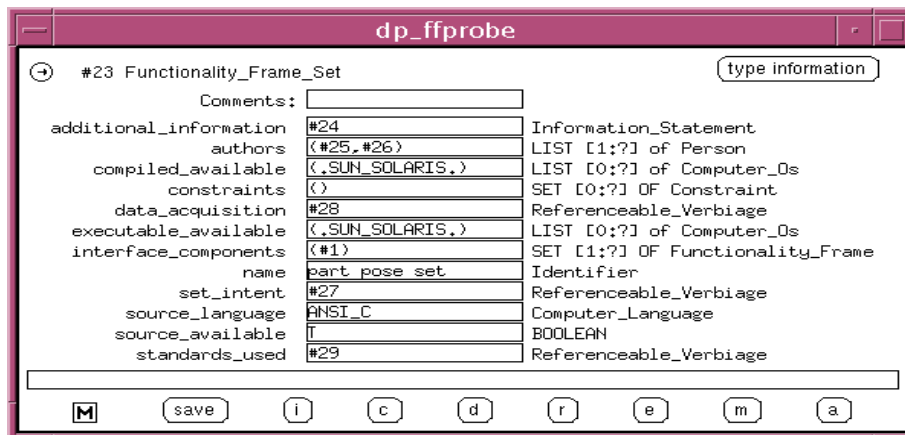 dp_ffprobe
#23 Functionality_Frame_Set type information
Comments:
additional_information #24 Information_Statement
authors (#25,#26) LIST [1:?] of Person
compiled_available (.SUN_SOLARIS.) LIST [0:?] of Computer_Os
constraints () SET [0:?] OF Constraint
data_acquisition #28 Referenceable_Verbiage
executable_available (.SUN_SOLARIS.) LIST [0:?] of Computer_Os
interface_components (#1) SET [1:?] OF Functionality_Frame
name part pose set Identifier
set_intent #27 Referenceable_Verbiage
source_language ANSI_C Computer_Language
source_available T BOOLEAN
standards_used #29 Referenceable_Verbiage
M save i c d r e m a